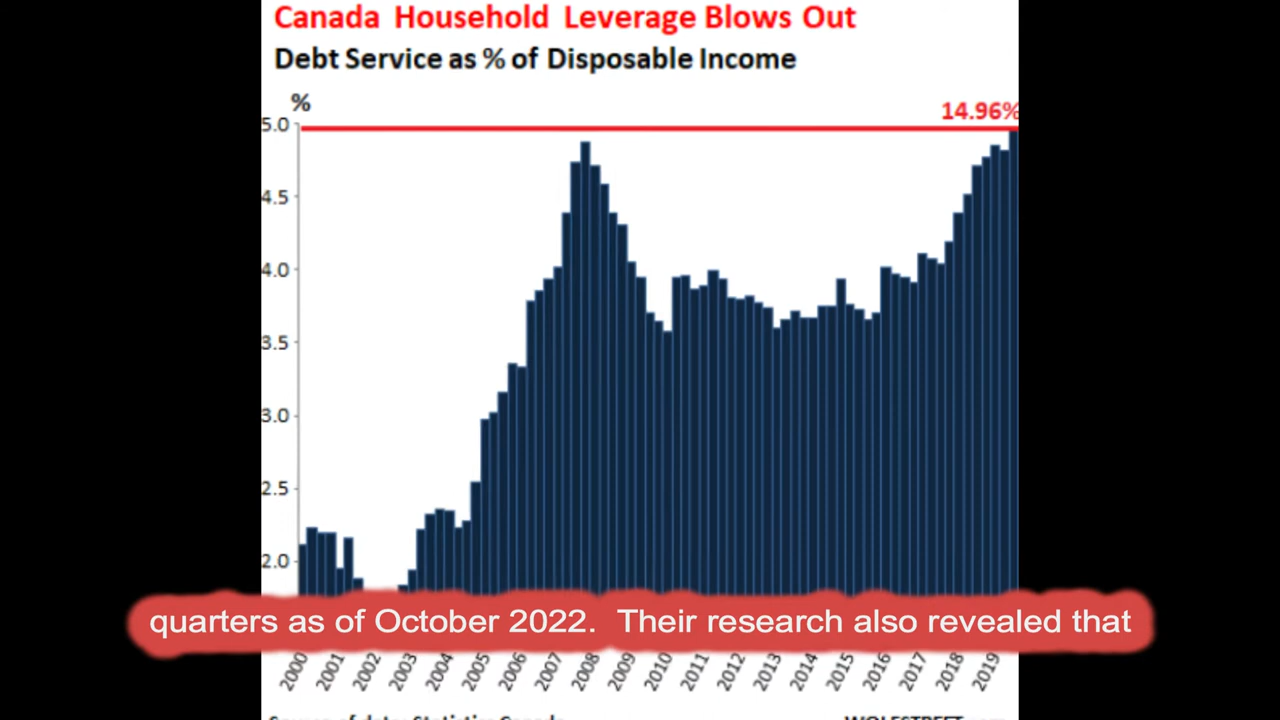 Canada Household Leverage Blows Out
Debt Service as % of Disposable Income
%
14.96%
5.0
4.5
4.0
3.5
3.0
2.5
2.0
quarters as of October 2022. Their research also revealed that
2000 2001 2002 2003 2004 2005 2006 2007 2008 2009 2010 2011 2012 2013 2014 2015 2016 2017 2018 2019